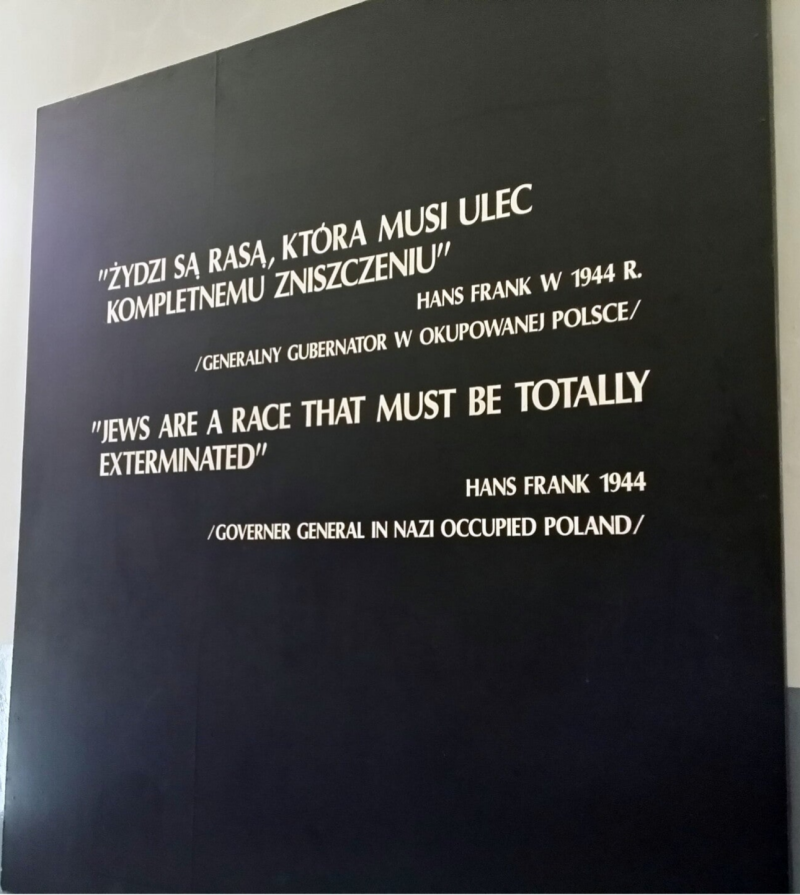 "ŻYDZI SĄ RASĄ, KTÓRA MUSI ULEC
KOMPLETNEMU ZNISZCZENIU"
HANS FRANK W 1944 R.
/GENERALNY GUBERNATOR W OKUPOWANEJ POLSCE/
"JEWS ARE A RACE THAT MUST BE TOTALLY
EXTERMINATED"
HANS FRANK 1944
/GOVERNER GENERAL IN NAZI OCCUPIED POLAND/